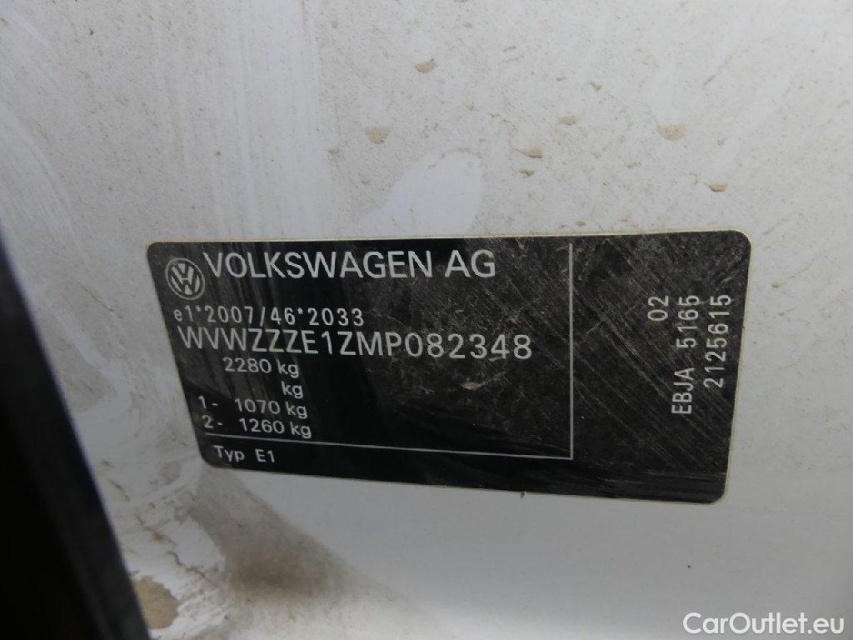 VOLKSWAGEN AG
e1*2007/46*2033
WVWZZZE1ZMP082348
2280 kg
kg
1- 1070 kg
2- 1260 kg
Typ E1
02
EBJA 5165
2125615
CarOutlet.eu